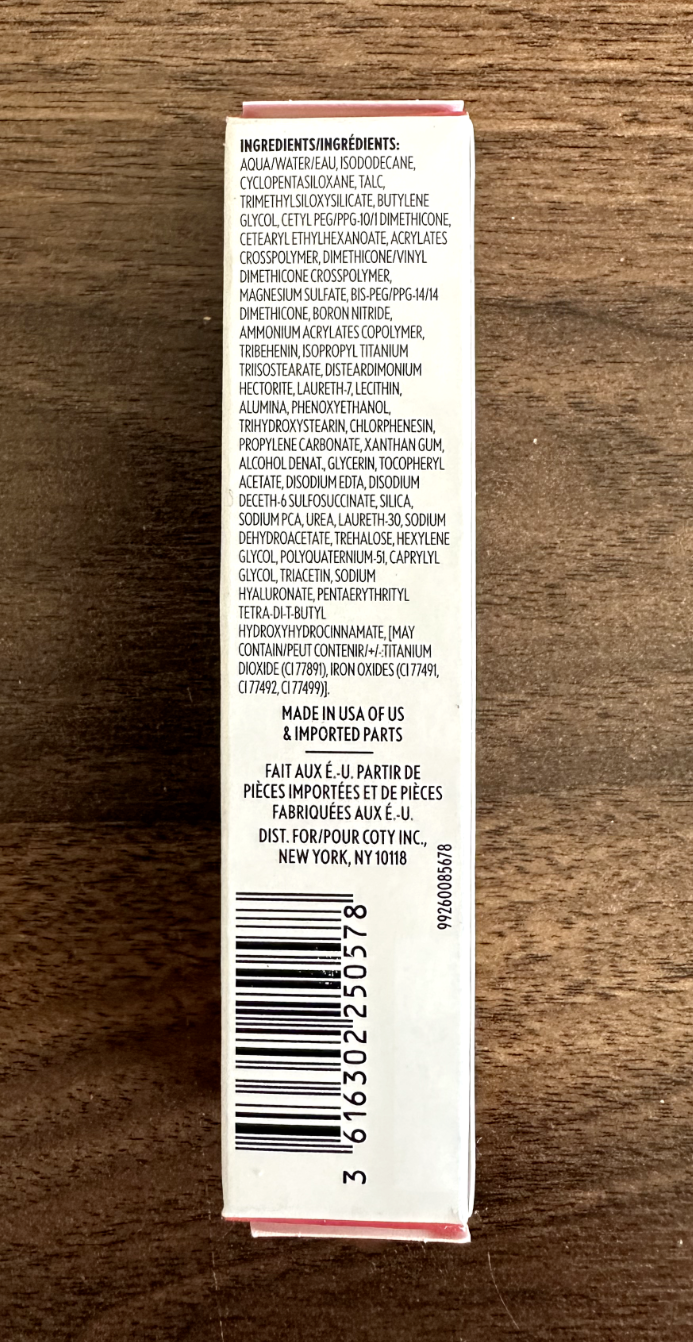 INGREDIENTS/INGRÉDIENTS:
AQUA/WATER/EAU, ISODODECANE,
CYCLOPENTASILOXANE, TALC,
TRIMETHYLSILOXYSILICATE, BUTYLENE
GLYCOL, CETYL PEG/PPG-10/1 DIMETHICONE,
CETEARYL ETHYLHEXANOATE, ACRYLATES
CROSSPOLYMER, DIMETHICONE/VINYL
DIMETHICONE CROSSPOLYMER,
MAGNESIUM SULFATE, BIS-PEG/PPG-14/14
DIMETHICONE, BORON NITRIDE,
AMMONIUM ACRYLATES COPOLYMER,
TRIBEHENIN, ISOPROPYL TITANIUM
TRIISOSTEARATE, DISTEARDIMONIUM
HECTORITE, LAURETH-7, LECITHIN,
ALUMINA, PHENOXYETHANOL,
TRIHYDROXYSTEARIN, CHLORPHENESIN,
PROPYLENE CARBONATE, XANTHAN GUM,
ALCOHOL DENAT., GLYCERIN, TOCOPHERYL
ACETATE, DISODIUM EDTA, DISODIUM
DECETH-6 SULFOSUCCINATE, SILICA,
SODIUM PCA, UREA, LAURETH-30, SODIUM
DEHYDROACETATE, TREHALOSE, HEXYLENE
GLYCOL, POLYQUATERNIUM-51, CAPRYLYL
GLYCOL, TRIACETIN, SODIUM
HYALURONATE, PENTAERYTHRITYL
TETRA-DI-T-BUTYL
HYDROXYHYDROCINNAMATE, [MAY
CONTAIN/PEUT CONTENIR/+/-:TITANIUM
DIOXIDE (CI 77891), IRON OXIDES (CI 77491,
CI 77492, CI 77499)].
MADE IN USA OF US
& IMPORTED PARTS
FAIT AUX É.-U. PARTIR DE
PIÈCES IMPORTÉES ET DE PIÈCES
FABRIQUÉES AUX É.-U.
DIST. FOR/POUR COTY INC.,
NEW YORK, NY 10118
99260085678
3 616302 250578